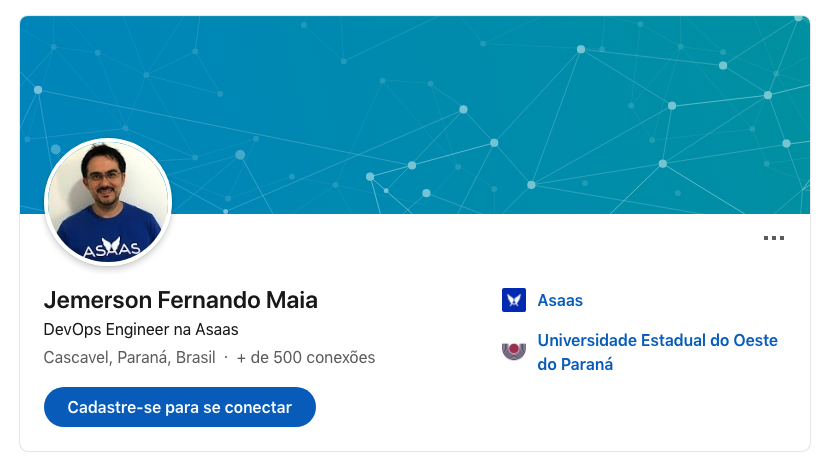 ASAAS
Jemerson Fernando Maia
DevOps Engineer na Asaas
Cascavel, Paraná, Brasil · + de 500 conexões
Cadastre-se para se conectar
Asaas
Universidade Estadual do Oeste
do Paraná